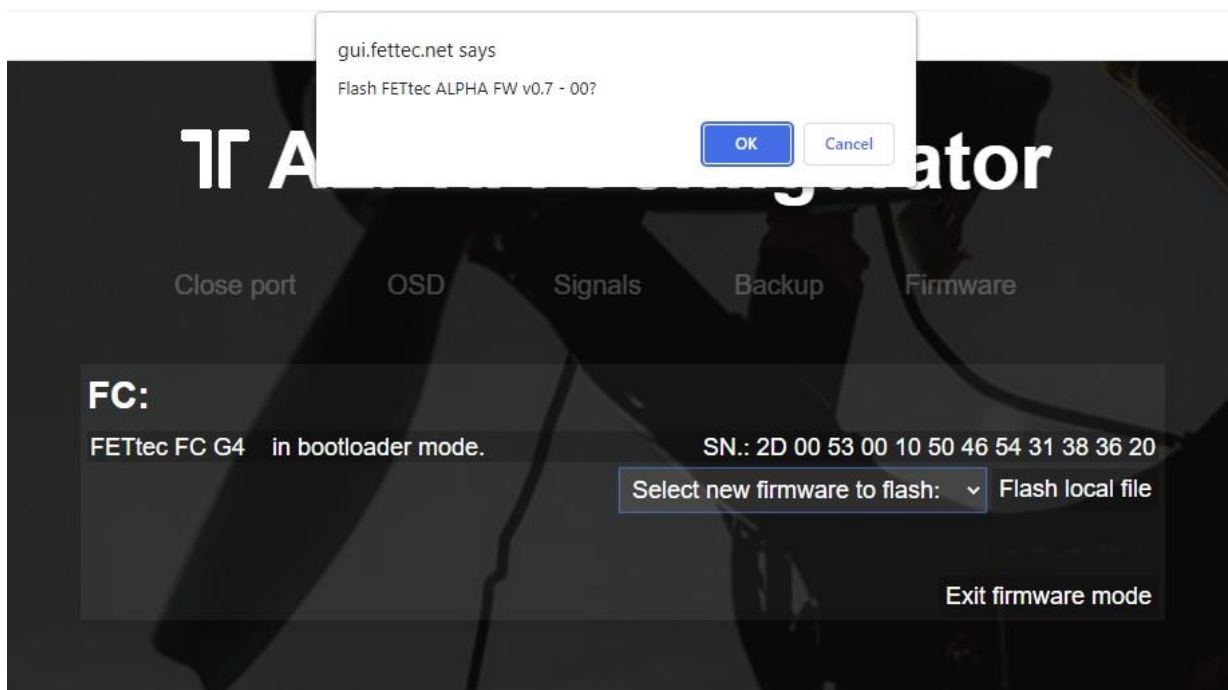 gui.fettec.net says
Flash FETtec ALPHA FW v0.7 - 00?
OK Cancel
Close port OSD Signals Backup Firmware
FC:
FETtec FC G4 in bootloader mode. SN.: 2D 00 53 00 10 50 46 54 31 38 36 20
Select new firmware to flash: Flash local file
Exit firmware mode